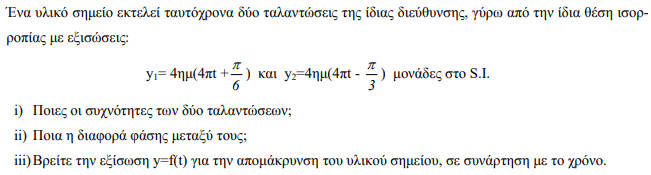 Ένα υλικό σημείο εκτελεί ταυτόχρονα δύο ταλαντώσεις της ίδιας διεύθυνσης, γύρω από την ίδια θέση ισορ-
ροπίας με εξισώσεις:
y₁= 4ημ(4πt + π/6 ) και y₂=4ημ(4πt - π/3 ) μονάδες στο S.I.
i) Ποιες οι συχνότητες των δύο ταλαντώσεων;
ii) Ποια η διαφορά φάσης μεταξύ τους;
iii) Βρείτε την εξίσωση y=f(t) για την απομάκρυνση του υλικού σημείου, σε συνάρτηση με το χρόνο.